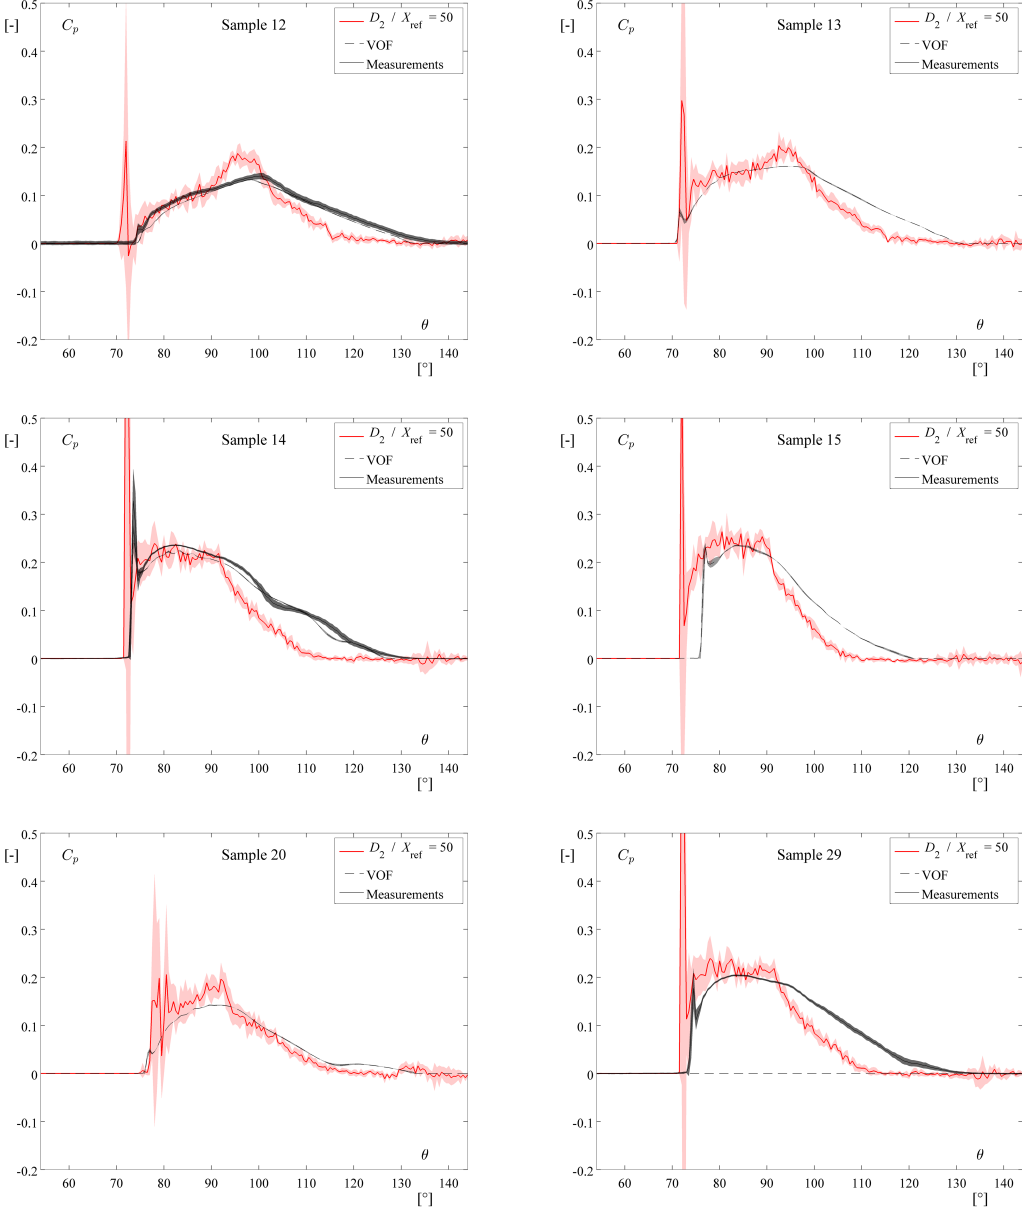 [-] C_p Sample 12
D_2 / X_ref = 50
VOF
Measurements
0.5
0.4
0.3
0.2
0.1
0
-0.1
-0.2
θ
60 70 80 90 100 110 120 130 140
[°]
[-] C_p Sample 13
D_2 / X_ref = 50
VOF
Measurements
0.5
0.4
0.3
0.2
0.1
0
-0.1
-0.2
θ
60 70 80 90 100 110 120 130 140
[°]
[-] C_p Sample 14
D_2 / X_ref = 50
VOF
Measurements
0.5
0.4
0.3
0.2
0.1
0
-0.1
-0.2
θ
60 70 80 90 100 110 120 130 140
[°]
[-] C_p Sample 15
D_2 / X_ref = 50
VOF
Measurements
0.5
0.4
0.3
0.2
0.1
0
-0.1
-0.2
θ
60 70 80 90 100 110 120 130 140
[°]
[-] C_p Sample 20
D_2 / X_ref = 50
VOF
Measurements
0.5
0.4
0.3
0.2
0.1
0
-0.1
-0.2
θ
60 70 80 90 100 110 120 130 140
[°]
[-] C_p Sample 29
D_2 / X_ref = 50
VOF
Measurements
0.5
0.4
0.3
0.2
0.1
0
-0.1
-0.2
θ
60 70 80 90 100 110 120 130 140
[°]